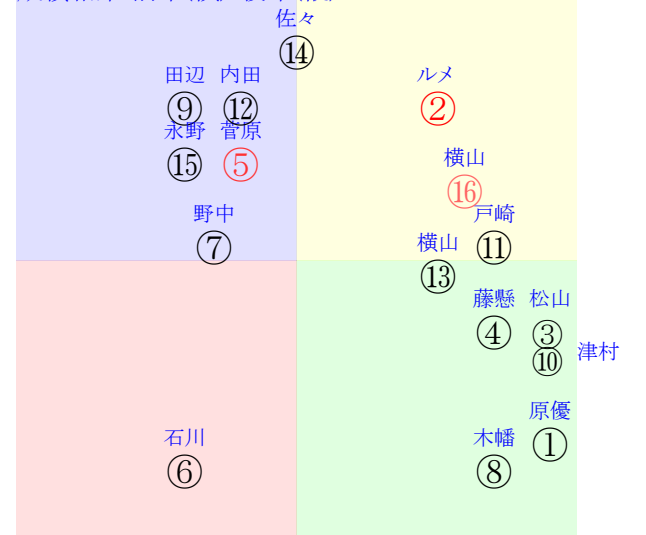 佐々
⑭
田辺 内田 ルメ
⑨ ⑫ ②
永野 菅原
⑮ ⑤
横山
⑯
野中 戸崎
⑦ ⑪
横山
⑬
藤懸 松山
④ ③
津村
⑩
原優
①
石川 木幡
⑥ ⑧